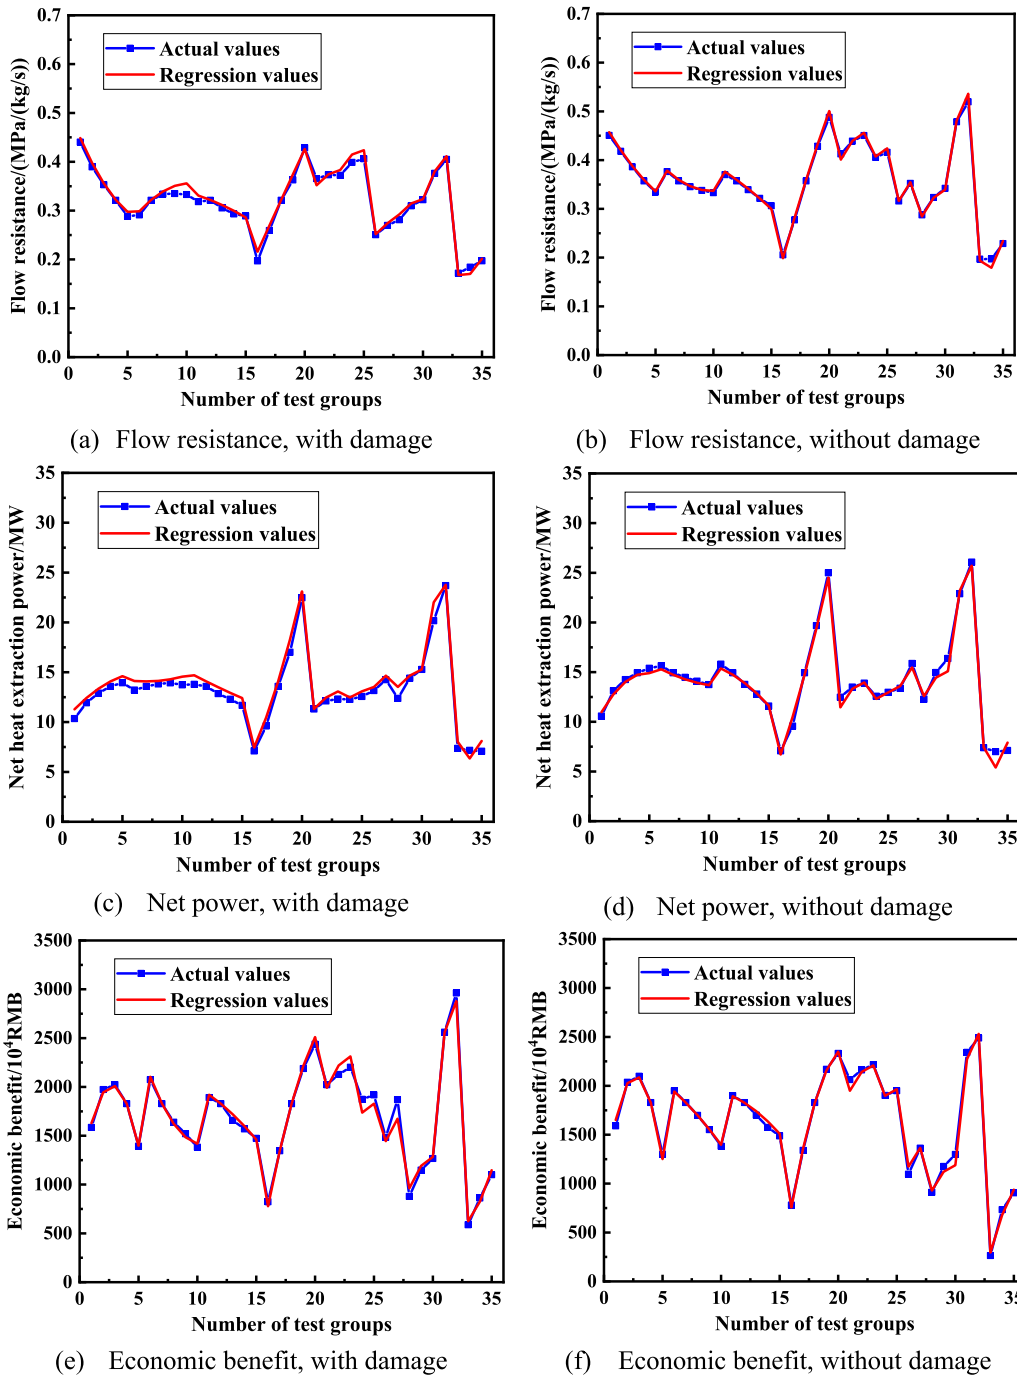 0.7
0.6
0.5
0.4
0.3
0.2
0.1
0.0
Flow resistance/(MPa/(kg/s))
Actual values
Regression values
0 5 10 15 20 25 30 35
Number of test groups
(a) Flow resistance, with damage
0.7
0.6
0.5
0.4
0.3
0.2
0.1
0.0
Flow resistance/(MPa/(kg/s))
Actual values
Regression values
0 5 10 15 20 25 30 35
Number of test groups
(b) Flow resistance, without damage
35
30
25
20
15
10
5
0
Net heat extraction power/MW
Actual values
Regression values
0 5 10 15 20 25 30 35
Number of test groups
(c) Net power, with damage
35
30
25
20
15
10
5
0
Net heat extraction power/MW
Actual values
Regression values
0 5 10 15 20 25 30 35
Number of test groups
(d) Net power, without damage
3500
3000
2500
2000
1500
1000
500
0
Economic benefit/10⁴RMB
Actual values
Regression values
0 5 10 15 20 25 30 35
Number of test groups
(e) Economic benefit, with damage
3500
3000
2500
2000
1500
1000
500
0
Economic benefit/10⁴RMB
Actual values
Regression values
0 5 10 15 20 25 30 35
Number of test groups
(f) Economic benefit, without damage